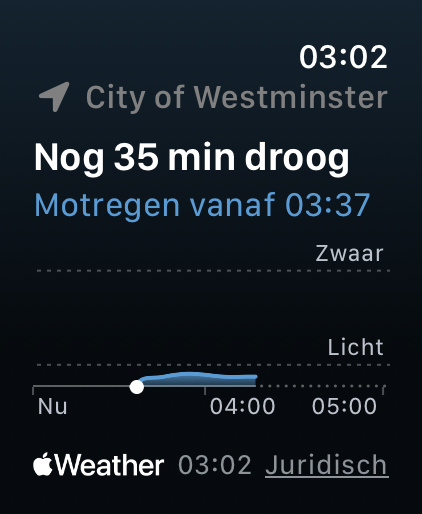 03:02
City of Westminster
Nog 35 min droog
Motregen vanaf 03:37
Zwaar
Licht
Nu 04:00 05:00
Weather 03:02 Juridisch